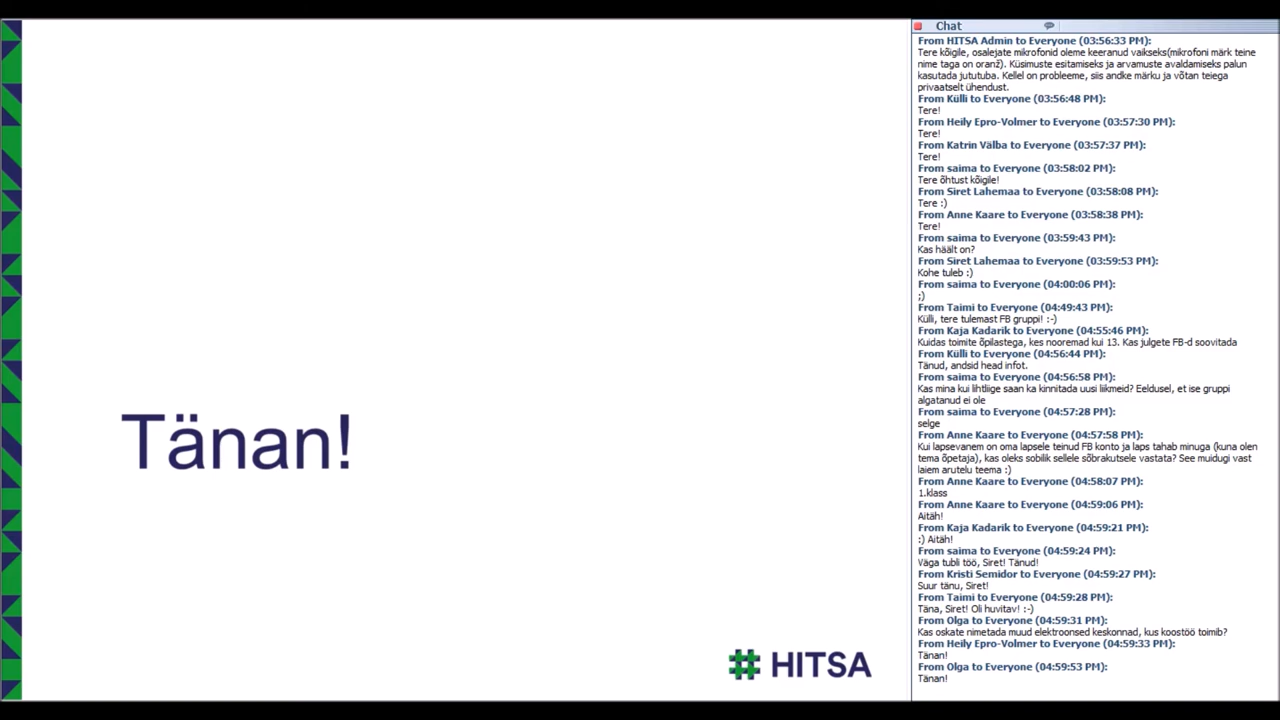 Tänan!
HITSA
Chat
From HITSA Admin to Everyone (03:56:33 PM):
Tere kõigile, osalejate mikrofonid oleme keeranud vaikseks(mikrofoni märk teine
nime taga on oranž). Küsimuste esitamiseks ja arvamuste avaldamiseks palun
kasutada jututuba. Kellel on probleeme, siis andke märku ja võtan teiega
privaatselt ühendust.
From Külli to Everyone (03:56:48 PM):
Tere!
From Heily Epro-Volmer to Everyone (03:57:30 PM):
Tere!
From Katrin Välba to Everyone (03:57:37 PM):
Tere!
From saima to Everyone (03:58:02 PM):
Tere õhtust kõigile!
From Siret Lahemaa to Everyone (03:58:08 PM):
Tere :)
From Anne Kaare to Everyone (03:58:38 PM):
Tere!
From saima to Everyone (03:59:43 PM):
Kas häält on?
From Siret Lahemaa to Everyone (03:59:53 PM):
Kohe tuleb :)
From saima to Everyone (04:00:06 PM):
;)
From Taimi to Everyone (04:49:43 PM):
Külli, tere tulemast FB gruppi! :-)
From Kaja Kadarik to Everyone (04:55:46 PM):
Kuidas toimite õpilastega, kes nooremad kui 13. Kas julgete FB-d soovitada
From Külli to Everyone (04:56:44 PM):
Tänud, andsid head infot.
From saima to Everyone (04:56:58 PM):
Kas mina kui lihtliige saan ka kinnitada uusi liikmeid? Eeldusel, et ise gruppi
algatanud ei ole
From saima to Everyone (04:57:28 PM):
selge
From Anne Kaare to Everyone (04:57:58 PM):
Kui lapsevanem on oma lapsele teinud FB konto ja laps tahab minuga (kuna olen
tema õpetaja), kas oleks sobilik sellele sõbrakutsele vastata? See muidugi vast
laiem arutelu teema :)
From Anne Kaare to Everyone (04:58:07 PM):
1.klass
From Anne Kaare to Everyone (04:59:06 PM):
Aitäh!
From Kaja Kadarik to Everyone (04:59:21 PM):
:) Aitäh!
From saima to Everyone (04:59:24 PM):
Väga tubli töö, Siret! Tänud!
From Kristi Semidor to Everyone (04:59:27 PM):
Suur tänu, Siret!
From Taimi to Everyone (04:59:28 PM):
Täna, Siret! Oli huvitav! :-)
From Olga to Everyone (04:59:31 PM):
Kas oskate nimetada muud elektroonsed keskonnad, kus koostöö toimib?
From Heily Epro-Volmer to Everyone (04:59:33 PM):
Tänan!
From Olga to Everyone (04:59:53 PM):
Tänan!